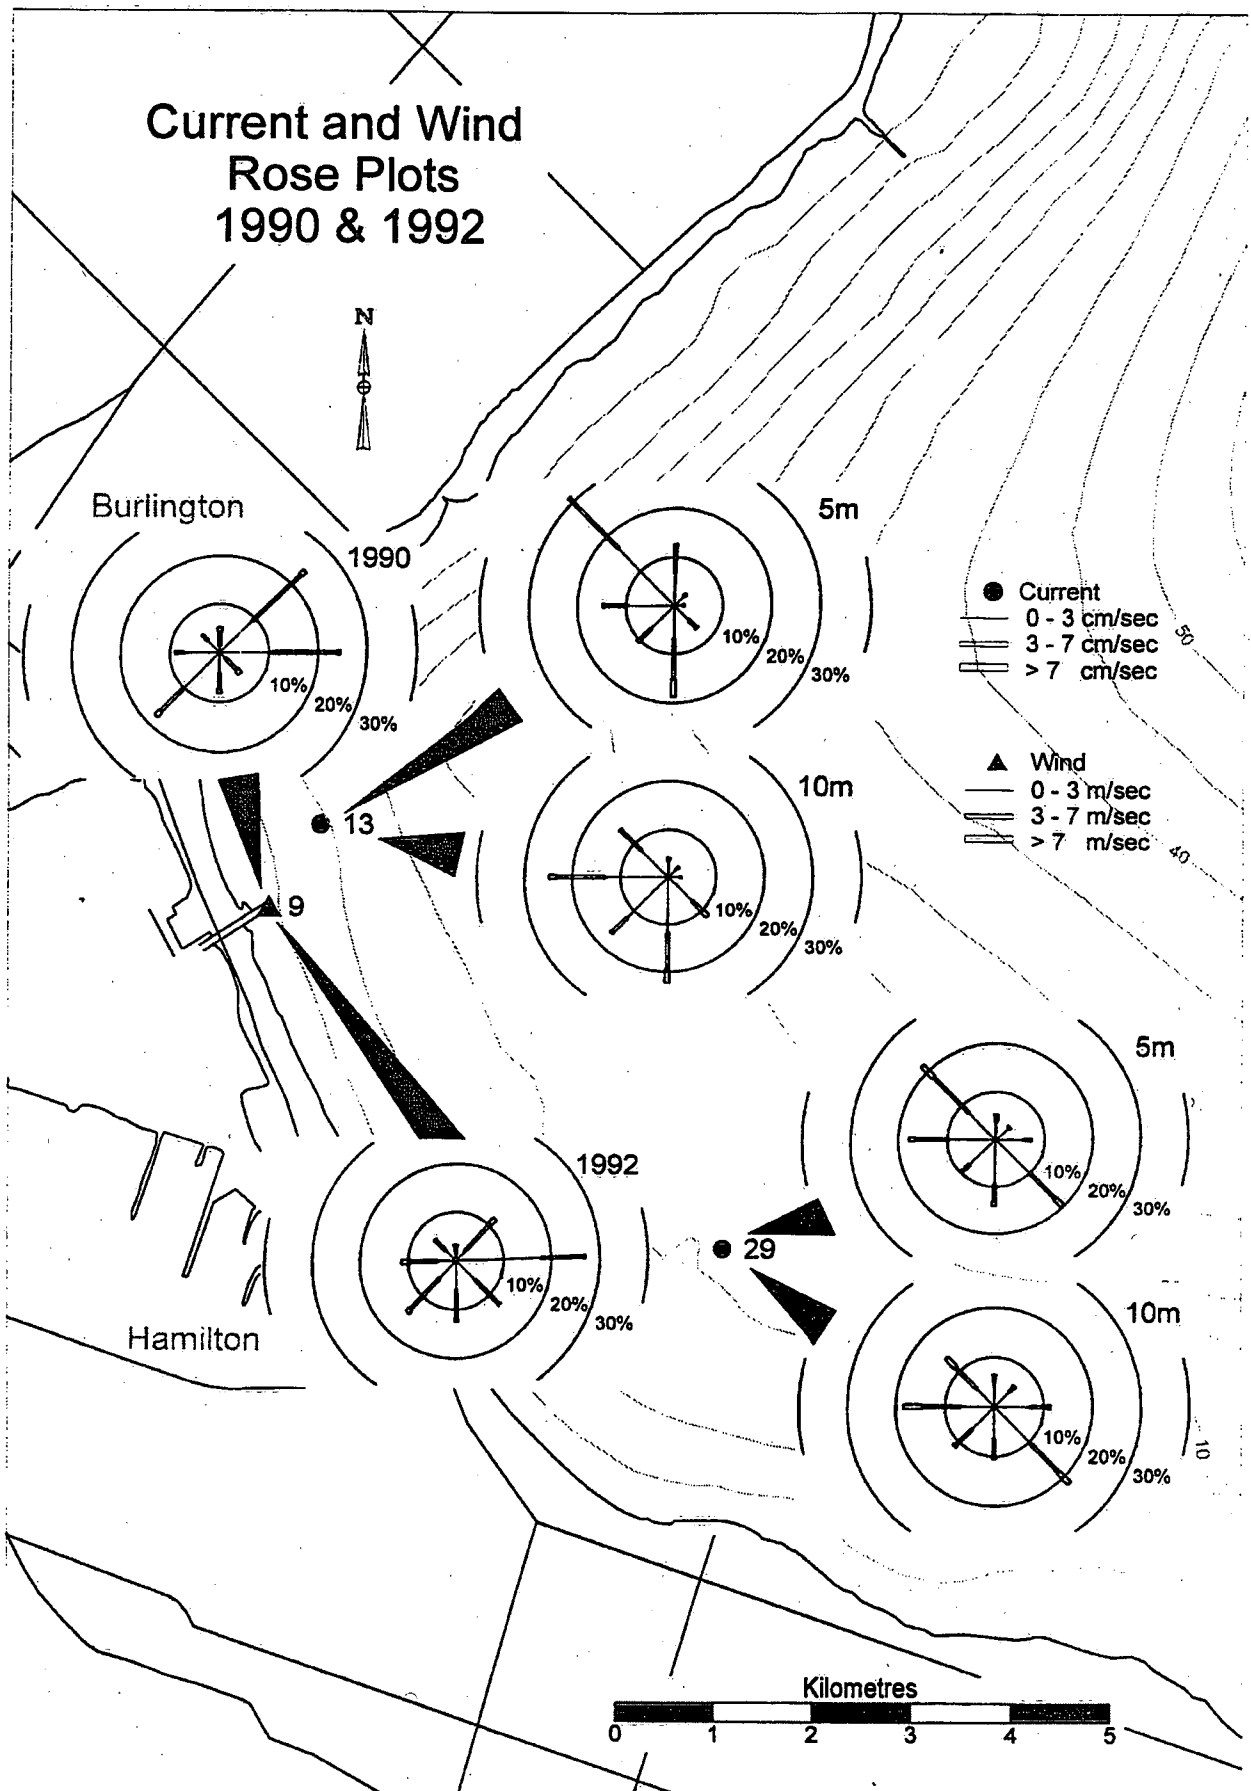 Current and Wind
Rose Plots
1990 & 1992
N
Burlington
1990
10%
20%
30%
5m
10%
20%
30%
Current
0 - 3 cm/sec
3 - 7 cm/sec
> 7 cm/sec
50
Wind
0 - 3 m/sec
3 - 7 m/sec
> 7 m/sec
40
13
10m
10%
20%
30%
9
5m
10%
20%
30%
1992
10%
20%
30%
29
Hamilton
10m
10%
20%
30%
10
Kilometres
0 1 2 3 4 5